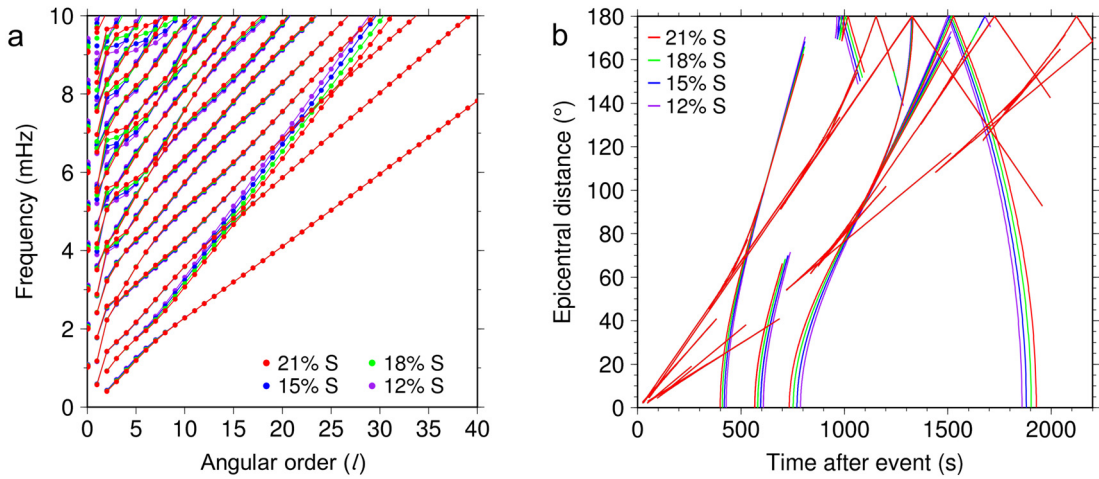 a
Frequency (mHz)
10
8
6
4
2
0
0 5 10 15 20 25 30 35 40
Angular order (l)
21% S
18% S
15% S
12% S
b
Epicentral distance (°)
180
160
140
120
100
80
60
40
20
0
0 500 1000 1500 2000
Time after event (s)
21% S
18% S
15% S
12% S